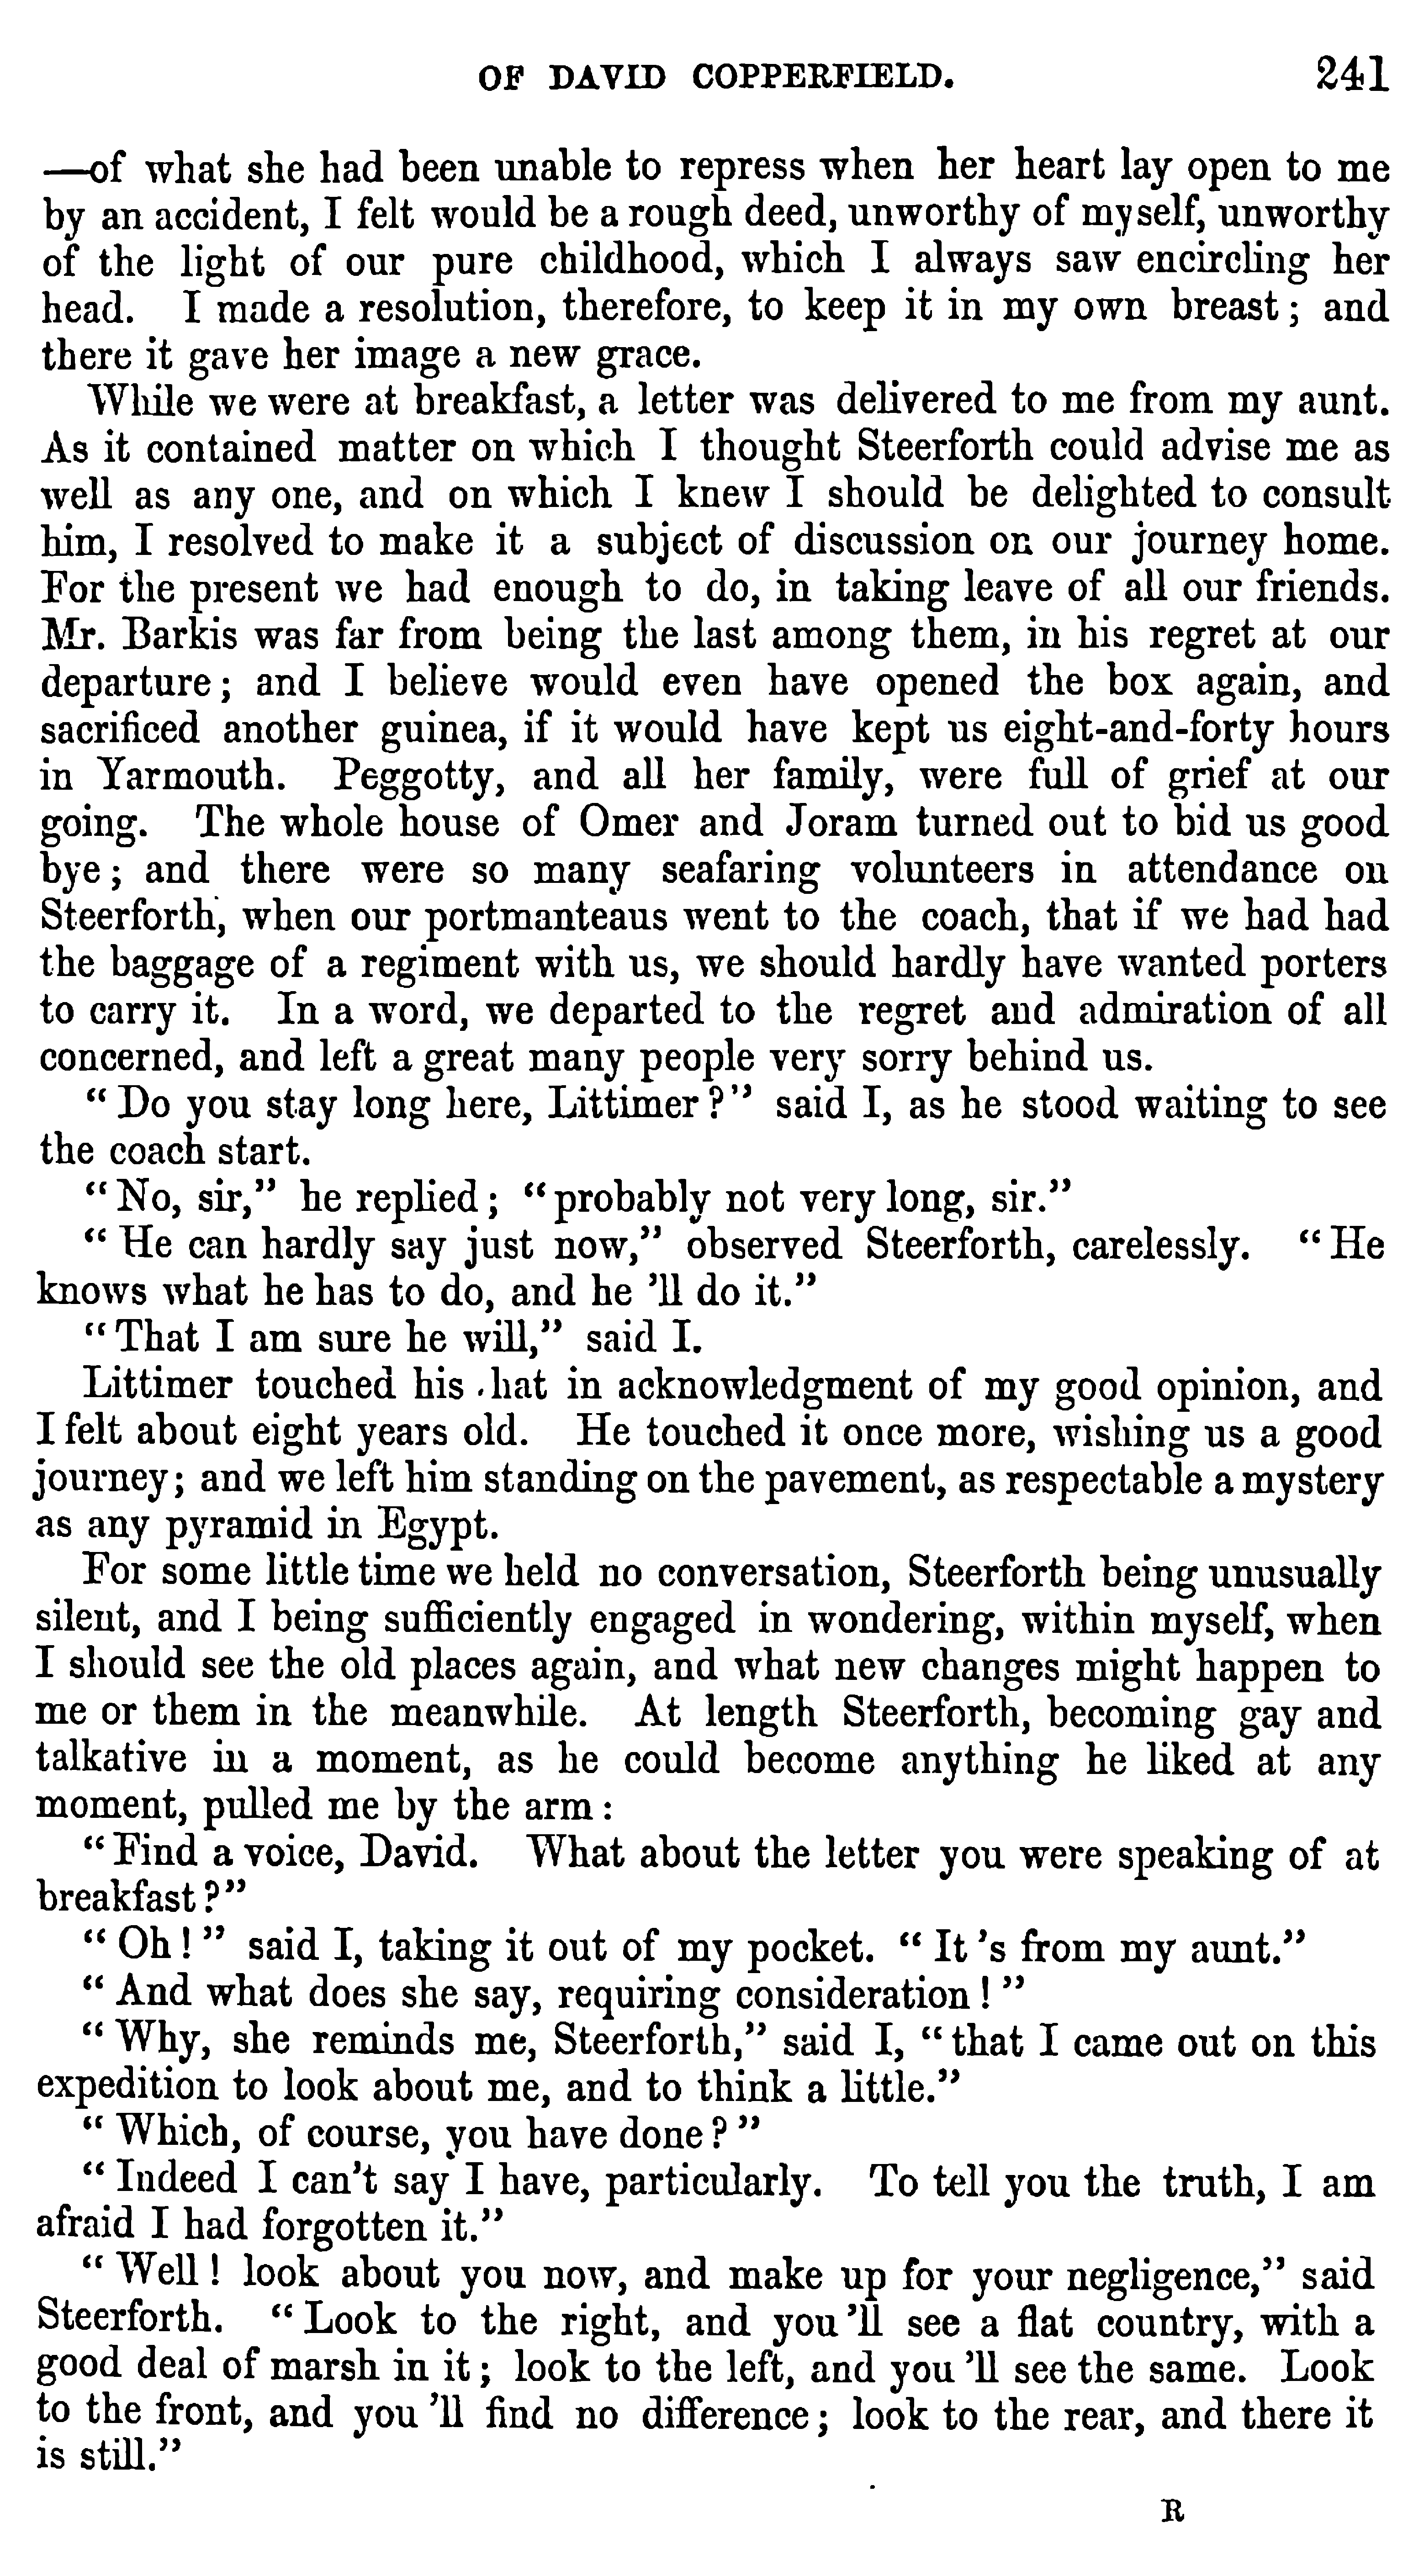 OF DAVID COPPERFIELD. 241
—of what she had been unable to repress when her heart lay open to me
by an accident, I felt would be a rough deed, unworthy of myself, unworthy
of the light of our pure childhood, which I always saw encircling her
head. I made a resolution, therefore, to keep it in my own breast; and
there it gave her image a new grace.
While we were at breakfast, a letter was delivered to me from my aunt.
As it contained matter on which I thought Steerforth could advise me as
well as any one, and on which I knew I should be delighted to consult
him, I resolved to make it a subject of discussion on our journey home.
For the present we had enough to do, in taking leave of all our friends.
Mr. Barkis was far from being the last among them, in his regret at our
departure; and I believe would even have opened the box again, and
sacrificed another guinea, if it would have kept us eight-and-forty hours
in Yarmouth. Peggotty, and all her family, were full of grief at our
going. The whole house of Omer and Joram turned out to bid us good
bye; and there were so many seafaring volunteers in attendance on
Steerforth, when our portmanteaus went to the coach, that if we had had
the baggage of a regiment with us, we should hardly have wanted porters
to carry it. In a word, we departed to the regret and admiration of all
concerned, and left a great many people very sorry behind us.
"Do you stay long here, Littimer?" said I, as he stood waiting to see
the coach start.
"No, sir," he replied; "probably not very long, sir."
"He can hardly say just now," observed Steerforth, carelessly. "He
knows what he has to do, and he 'll do it."
"That I am sure he will," said I.
Littimer touched his hat in acknowledgment of my good opinion, and
I felt about eight years old. He touched it once more, wishing us a good
journey; and we left him standing on the pavement, as respectable a mystery
as any pyramid in Egypt.
For some little time we held no conversation, Steerforth being unusually
silent, and I being sufficiently engaged in wondering, within myself, when
I should see the old places again, and what new changes might happen to
me or them in the meanwhile. At length Steerforth, becoming gay and
talkative in a moment, as he could become anything he liked at any
moment, pulled me by the arm:
"Find a voice, David. What about the letter you were speaking of at
breakfast?"
"Oh!" said I, taking it out of my pocket. "It 's from my aunt."
"And what does she say, requiring consideration!"
"Why, she reminds me, Steerforth," said I, "that I came out on this
expedition to look about me, and to think a little."
"Which, of course, you have done?"
"Indeed I can't say I have, particularly. To tell you the truth, I am
afraid I had forgotten it."
"Well! look about you now, and make up for your negligence," said
Steerforth. "Look to the right, and you 'll see a flat country, with a
good deal of marsh in it; look to the left, and you 'll see the same. Look
to the front, and you 'll find no difference; look to the rear, and there it
is still."
R